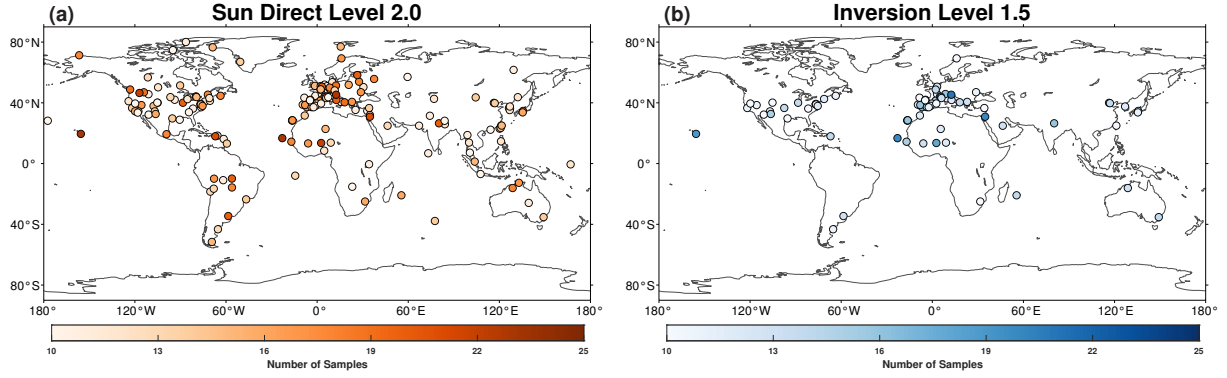 (a) Sun Direct Level 2.0
80°N
40°N
0°
40°S
80°S
180° 120°W 60°W 0° 60°E 120°E 180°
10 13 16 19 22 25
Number of Samples
(b) Inversion Level 1.5
80°N
40°N
0°
40°S
80°S
180° 120°W 60°W 0° 60°E 120°E 180°
10 13 16 19 22 25
Number of Samples